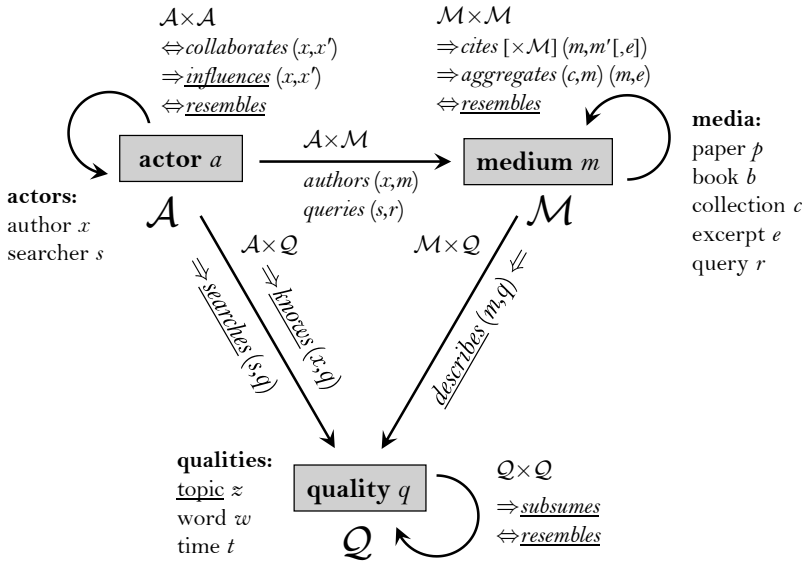 𝒜×𝒜
⇔collaborates (x,x′)
⇒influences (x,x′)
⇔resembles
ℳ×ℳ
⇒cites [×ℳ] (m,m′[,e])
⇒aggregates (c,m) (m,e)
⇔resembles
actor a
𝒜
𝒜×ℳ
authors (x,m)
queries (s,r)
medium m
ℳ
media:
paper p
book b
collection c
excerpt e
query r
actors:
author x
searcher s
𝒜×𝒬
⇒searches (s,q)
⇒knows (x,q)
ℳ×𝒬
⇒
describes (m,q)
qualities:
topic z
word w
time t
quality q
𝒬
𝒬×𝒬
⇒subsumes
⇔resembles